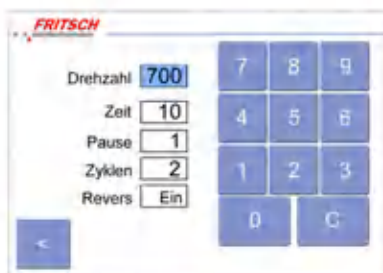 FRITSCH
Drehzahl 700
Zeit 10
Pause 1
Zyklen 2
Revers Ein
7 8 9
4 5 6
1 2 3
0 C
<